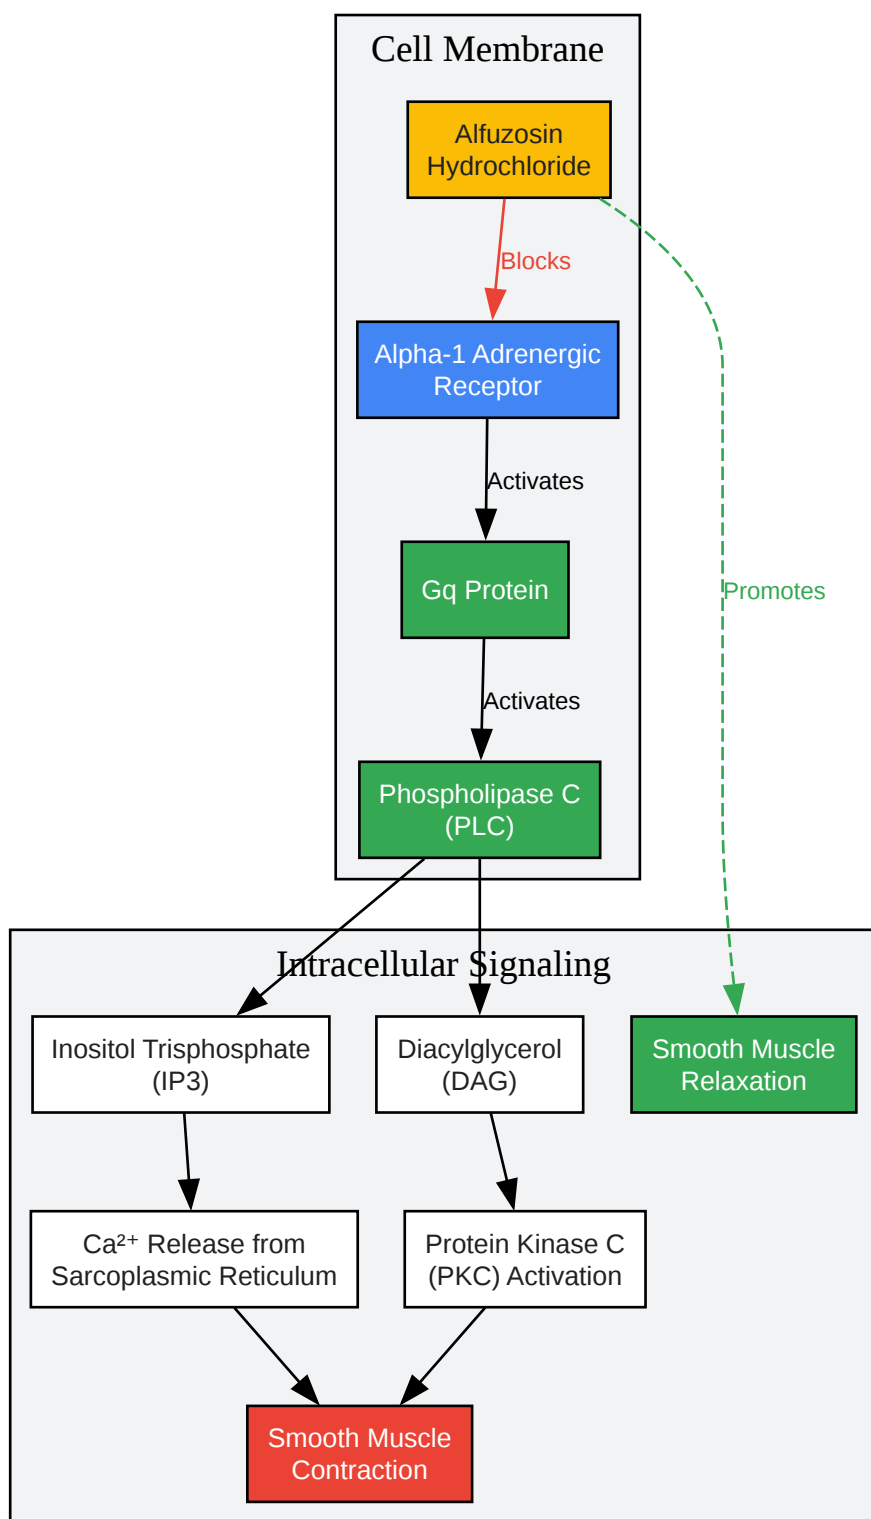 Cell Membrane
Alfuzosin
Hydrochloride
Blocks
Alpha-1 Adrenergic
Receptor
Activates
Gq Protein
Promotes
Activates
Phospholipase C
(PLC)
Intracellular Signaling
Inositol Trisphosphate
(IP3)
Diacylglycerol
(DAG)
Smooth Muscle
Relaxation
Ca²⁺ Release from
Sarcoplasmic Reticulum
Protein Kinase C
(PKC) Activation
Smooth Muscle
Contraction